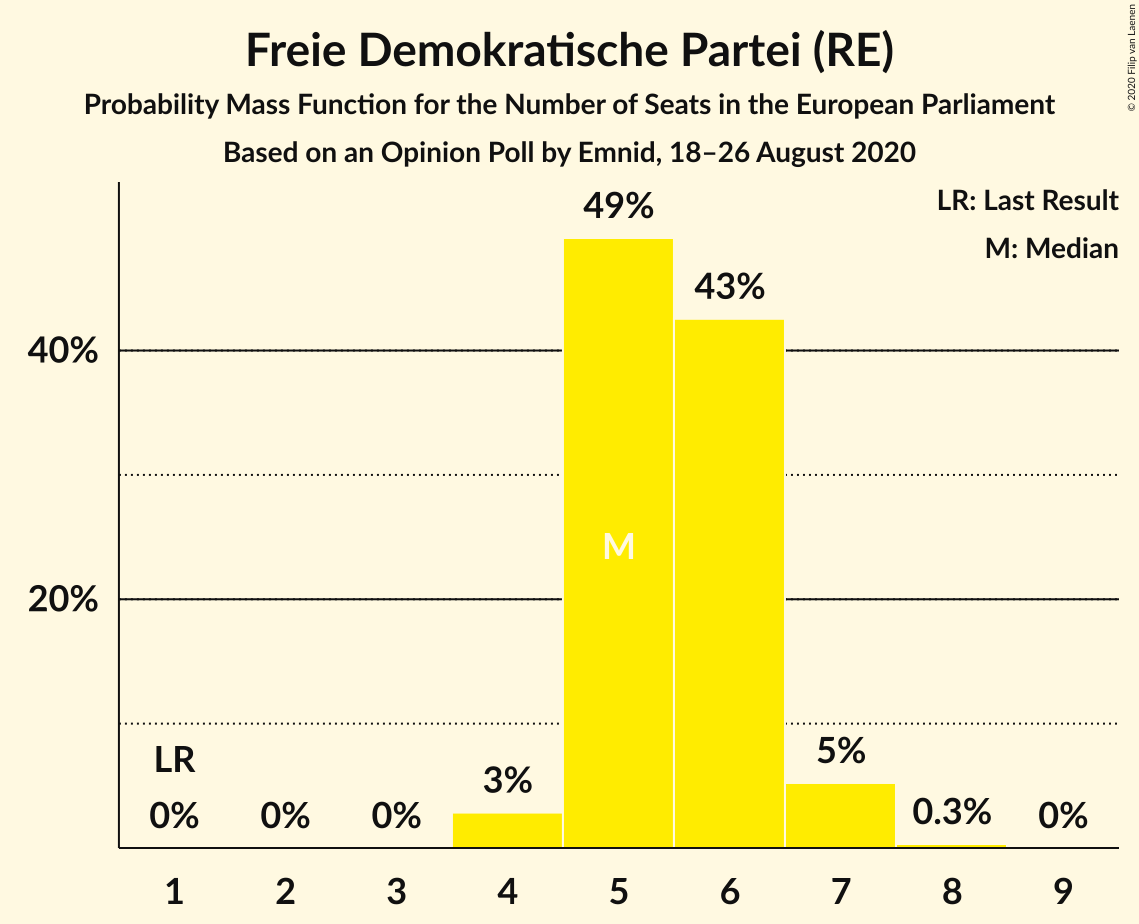 Freie Demokratische Partei (RE)
Probability Mass Function for the Number of Seats in the European Parliament
Based on an Opinion Poll by Emnid, 18–26 August 2020
© 2020 Filip van Laenen
LR: Last Result
M: Median
49%
43%
40%
M
20%
LR
5%
3%
0% 0% 0% 0.3% 0%
1 2 3 4 5 6 7 8 9